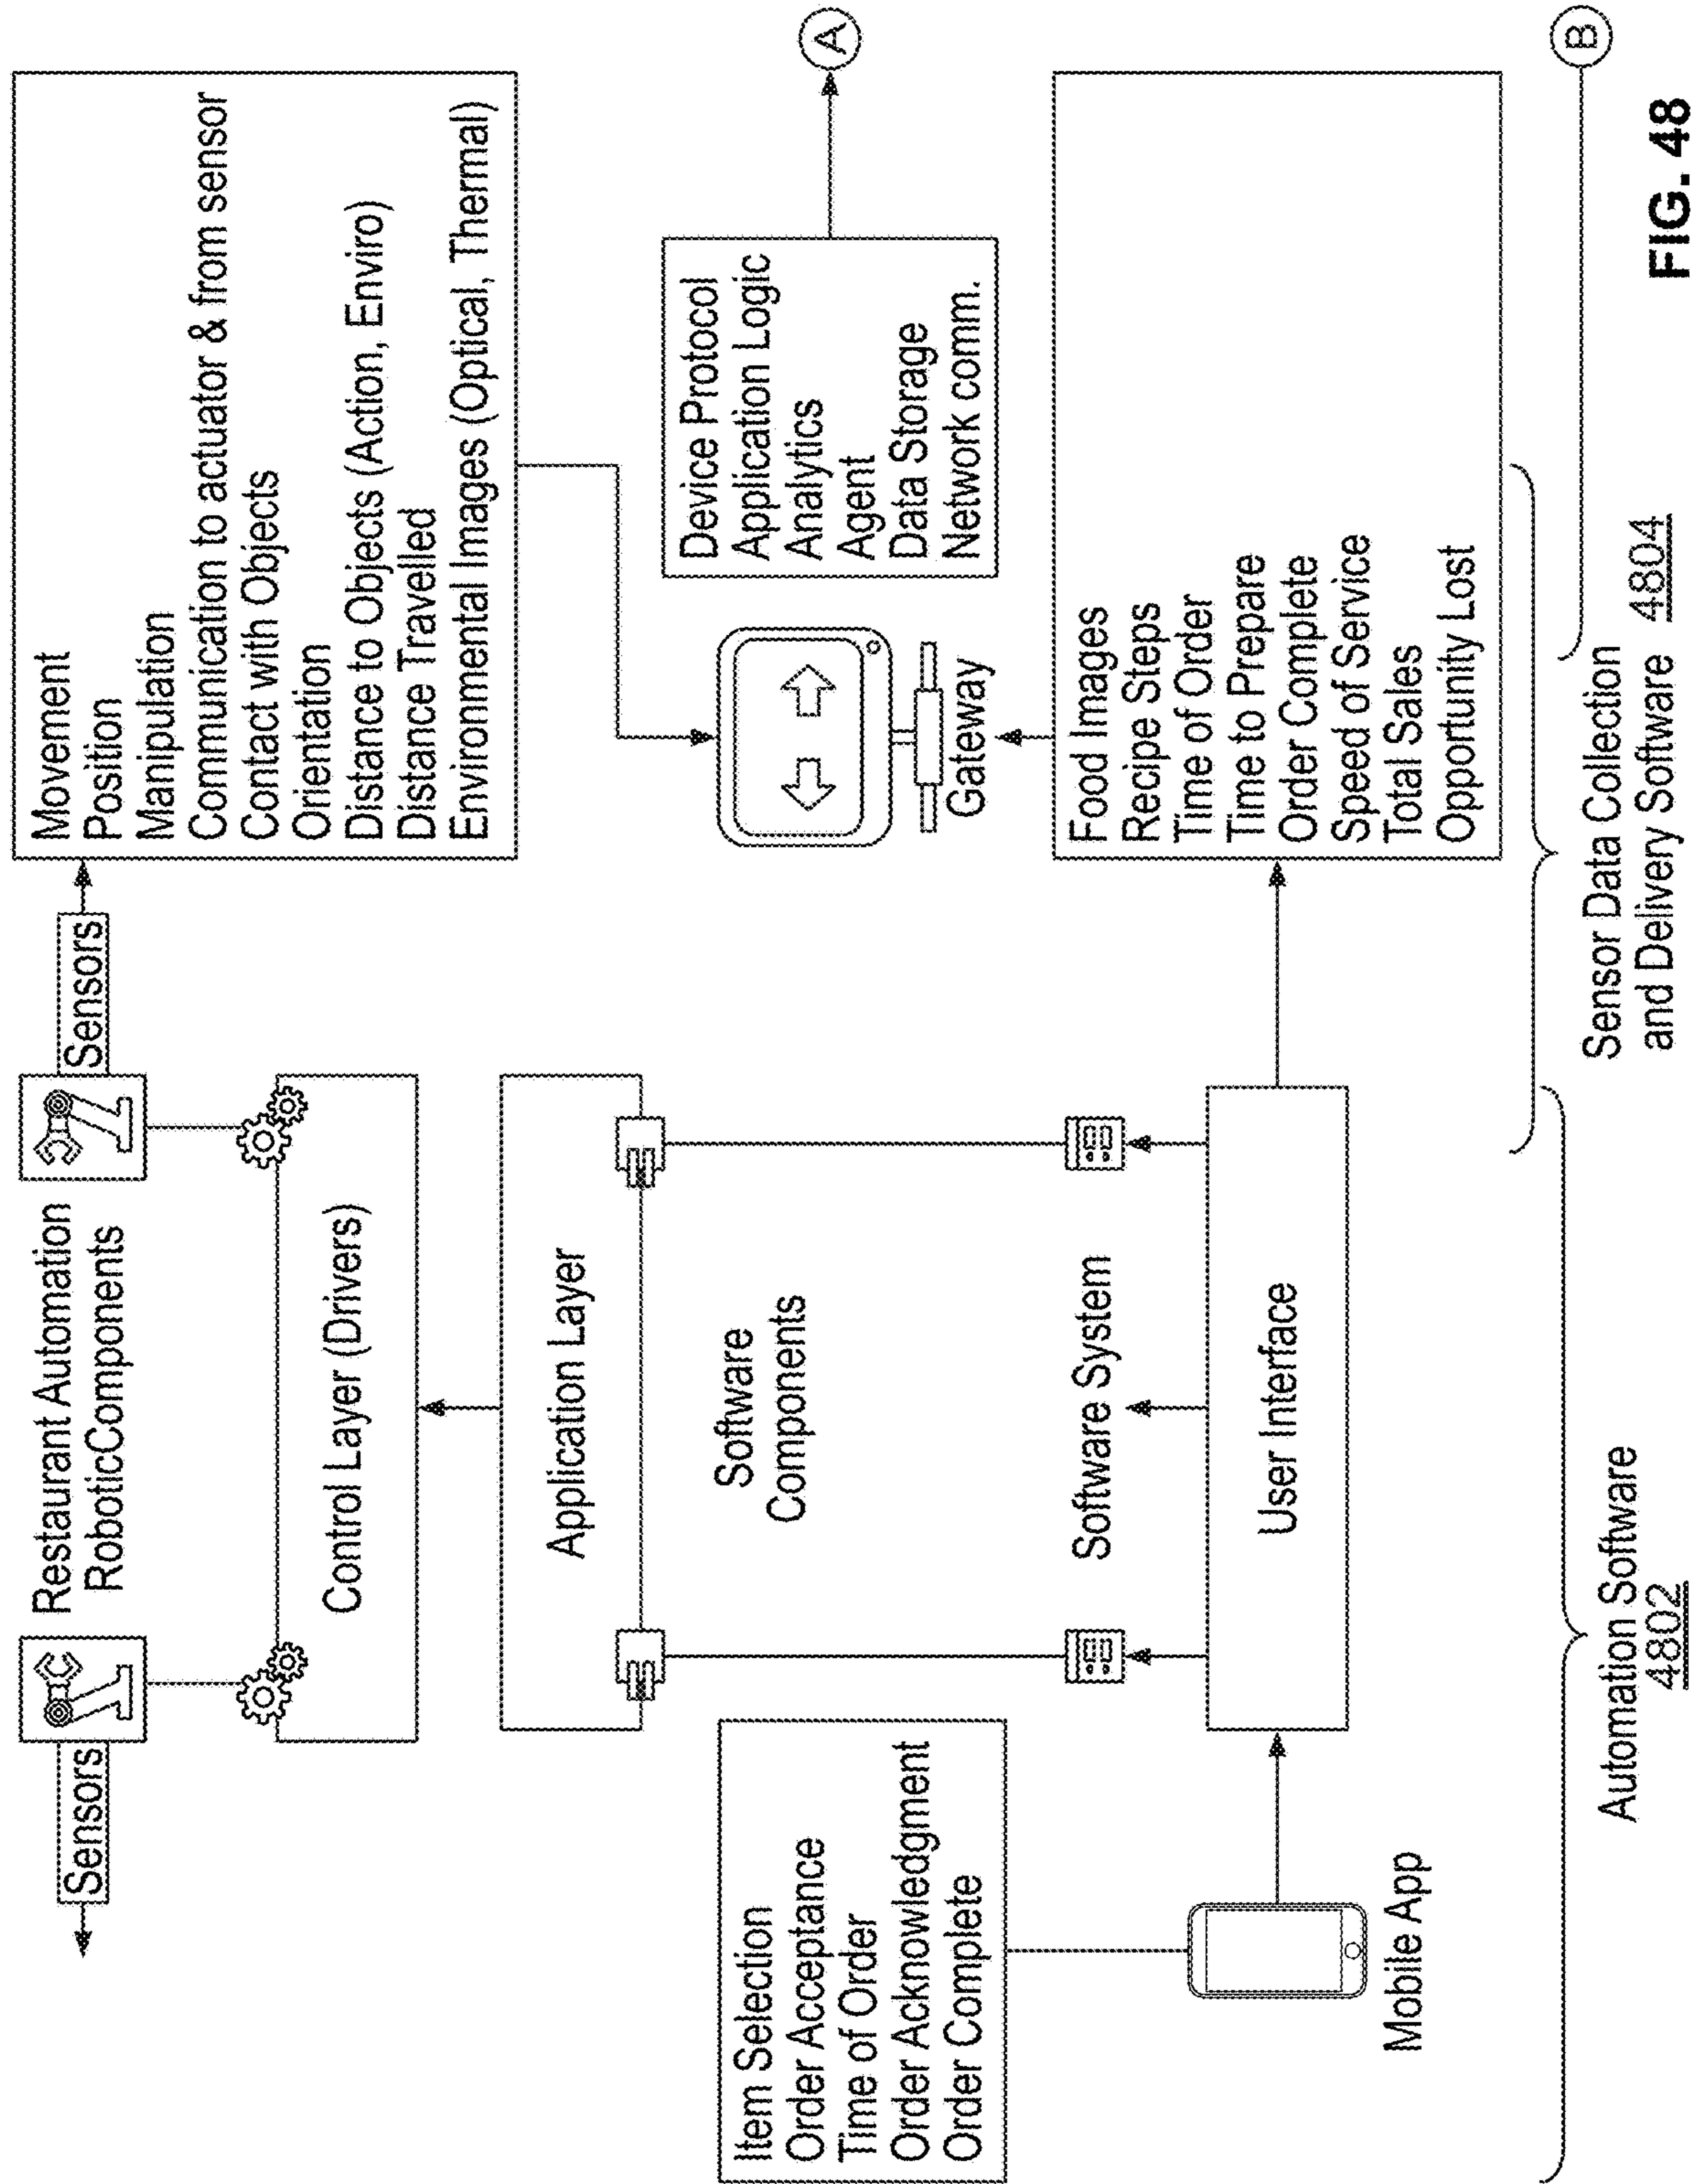 Sensors
Restaurant Automation
RoboticComponents
Sensors
Movement
Position
Manipulation
Communication to actuator & from sensor
Contact with Objects
Orientation
Distance to Objects (Action, Enviro)
Distance Travelled
Environmental Images (Optical, Thermal)
Control Layer (Drivers)
Application Layer
Item Selection
Order Acceptance
Time of Order
Order Acknowledgment
Order Complete
Software
Components
Gateway
Device Protocol
Application Logic
Analytics
Agent
Data Storage
Network comm.
A
Software System
User Interface
Mobile App
Food Images
Recipe Steps
Time of Order
Time to Prepare
Order Complete
Speed of Service
Total Sales
Opportunity Lost
B
Automation Software
4802
Sensor Data Collection
and Delivery Software 4804
FIG. 48